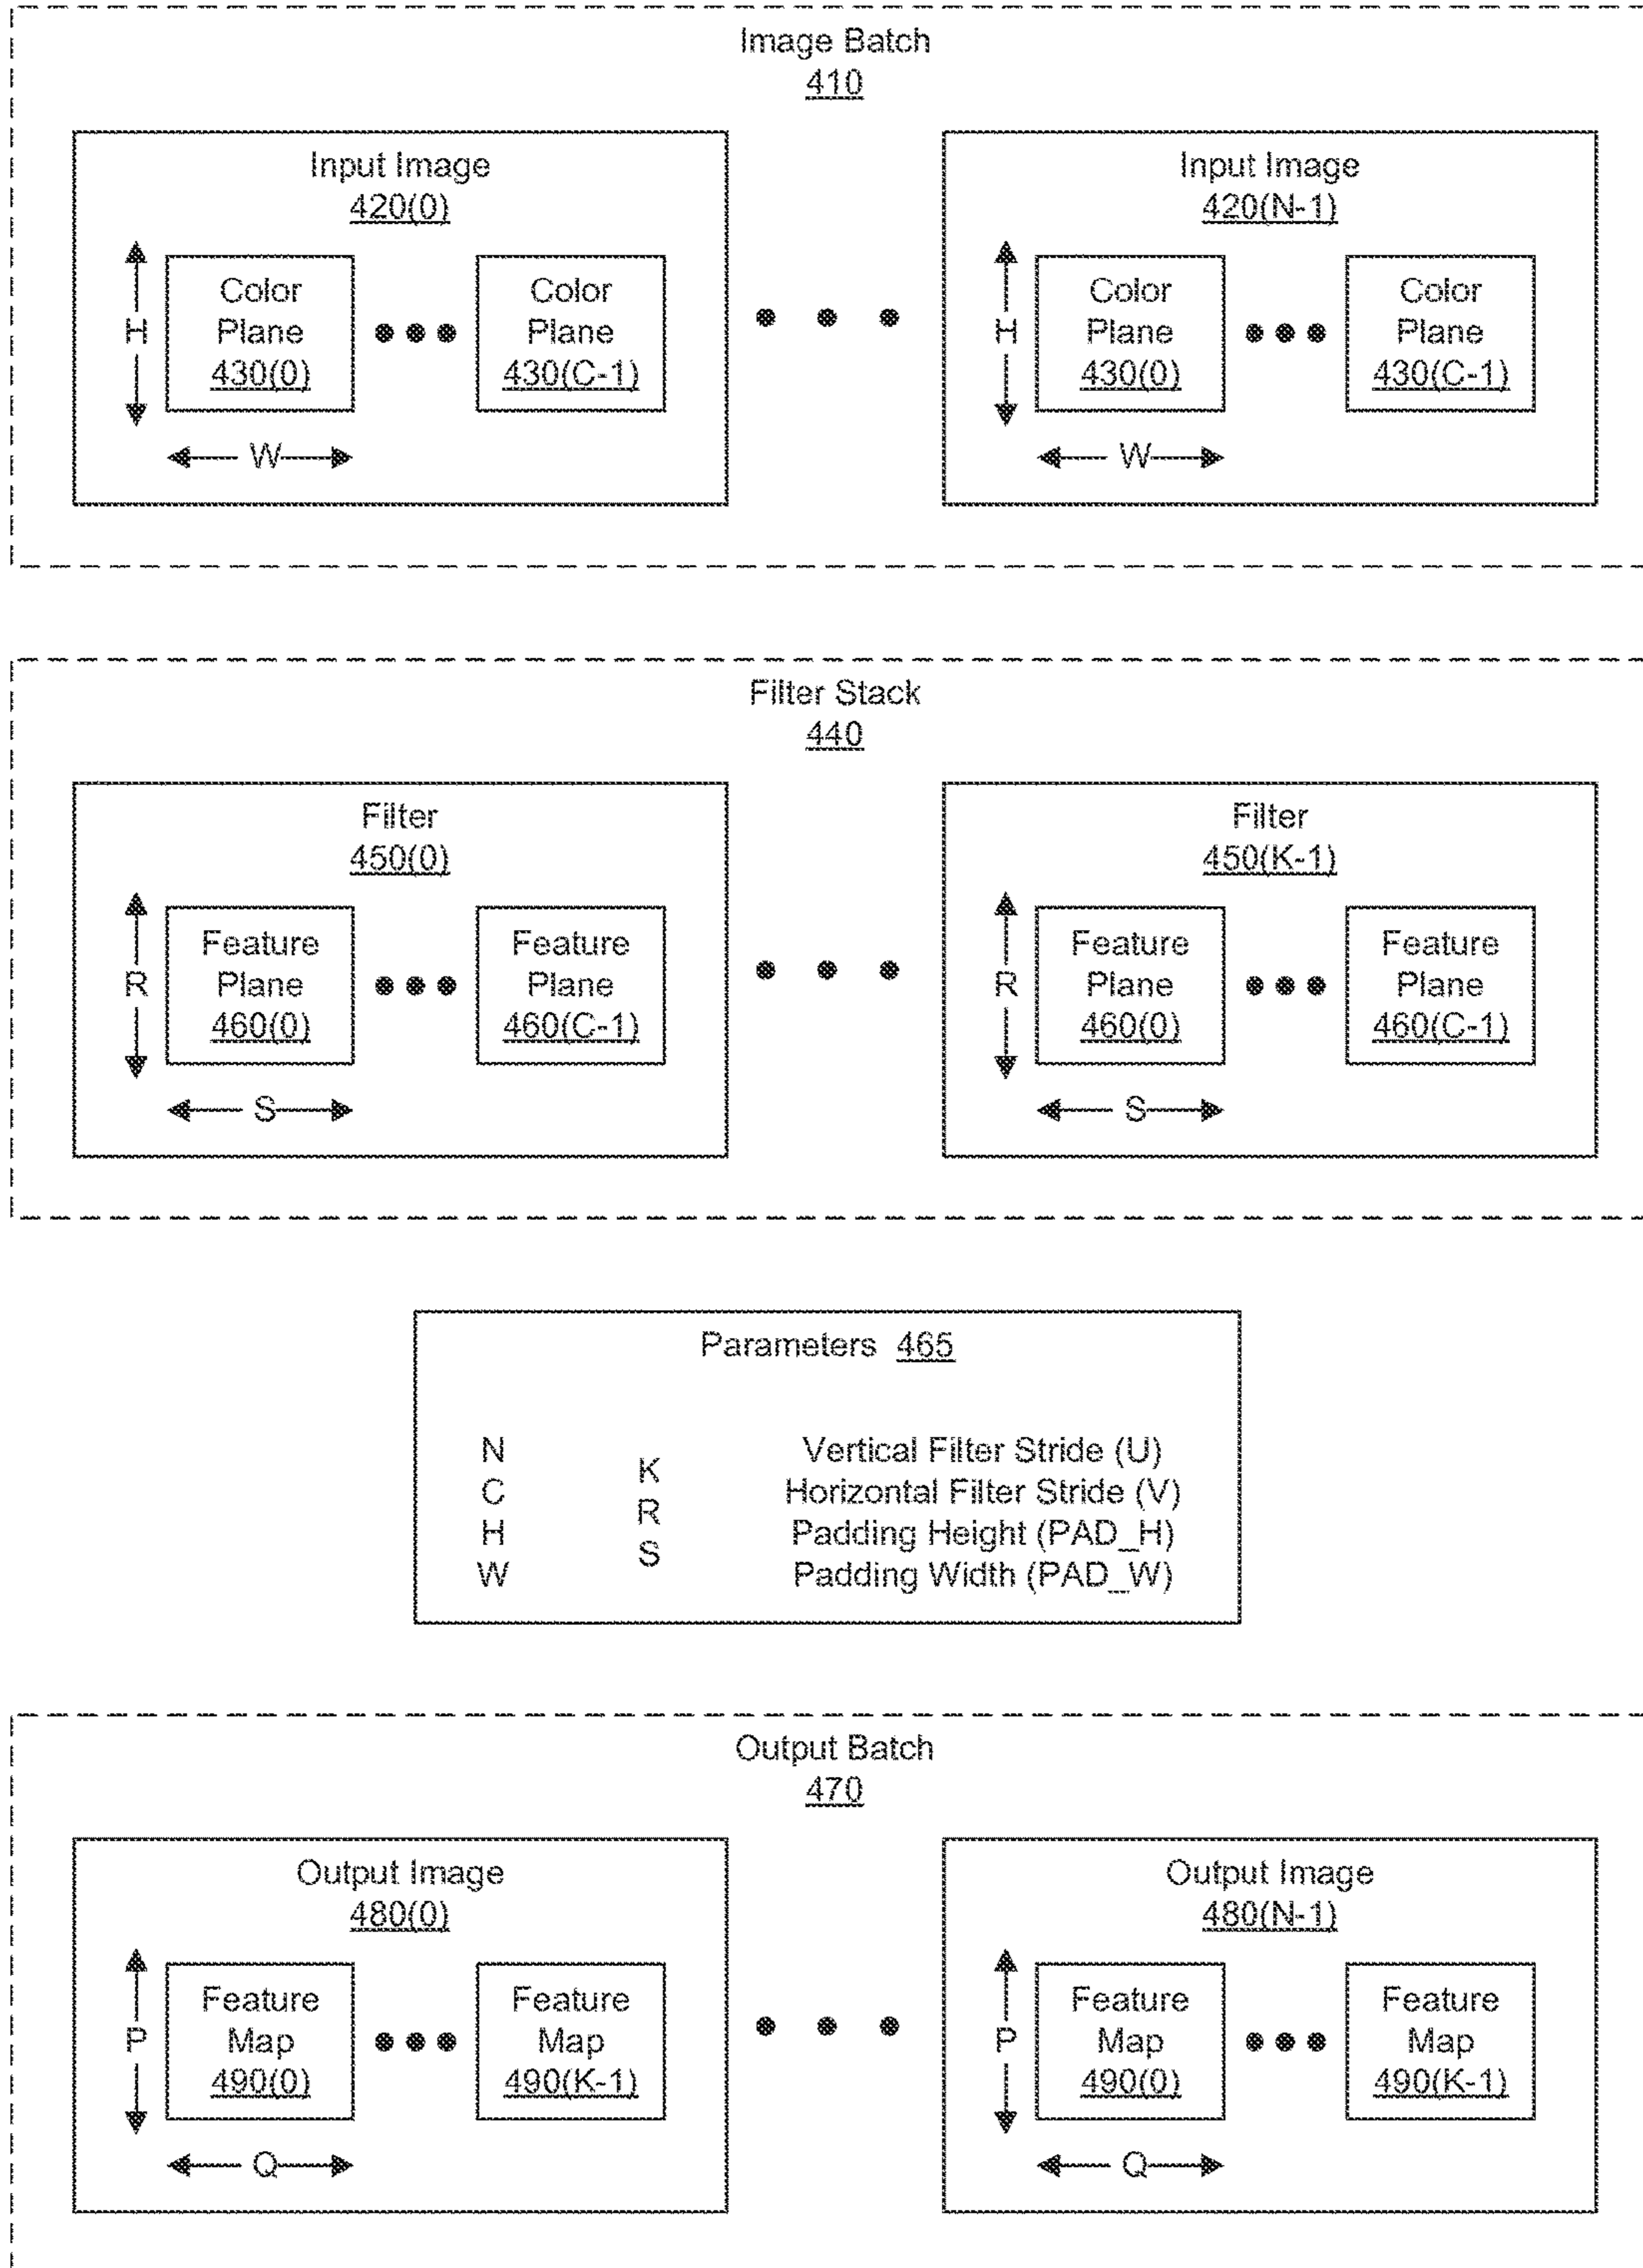 Image Batch
410
Input Image
420(0)
H
Color
Plane
430(0)
Color
Plane
430(C-1)
W
Input Image
420(N-1)
H
Color
Plane
430(0)
Color
Plane
430(C-1)
W
Filter Stack
440
Filter
450(0)
R
Feature
Plane
460(0)
Feature
Plane
460(C-1)
S
Filter
450(K-1)
R
Feature
Plane
460(0)
Feature
Plane
460(C-1)
S
Parameters 465
N
C
H
W
K
R
S
Vertical Filter Stride (U)
Horizontal Filter Stride (V)
Padding Height (PAD_H)
Padding Width (PAD_W)
Output Batch
470
Output Image
480(0)
P
Feature
Map
490(0)
Feature
Map
490(K-1)
Q
Output Image
480(N-1)
P
Feature
Map
490(0)
Feature
Map
490(K-1)
Q